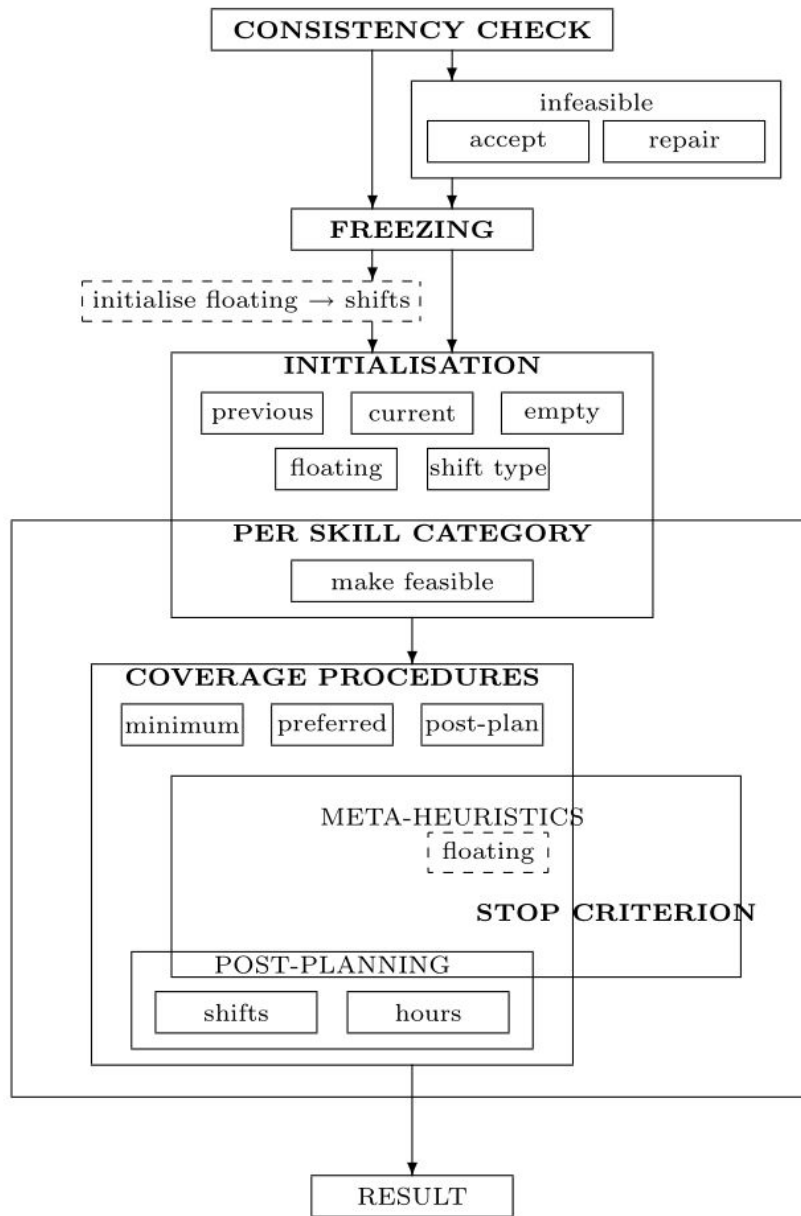 CONSISTENCY CHECK
infeasible
accept repair
FREEZING
initialise floating → shifts
INITIALISATION
previous current empty
floating shift type
PER SKILL CATEGORY
make feasible
COVERAGE PROCEDURES
minimum preferred post-plan
META-HEURISTICS
floating
STOP CRITERION
POST-PLANNING
shifts hours
RESULT